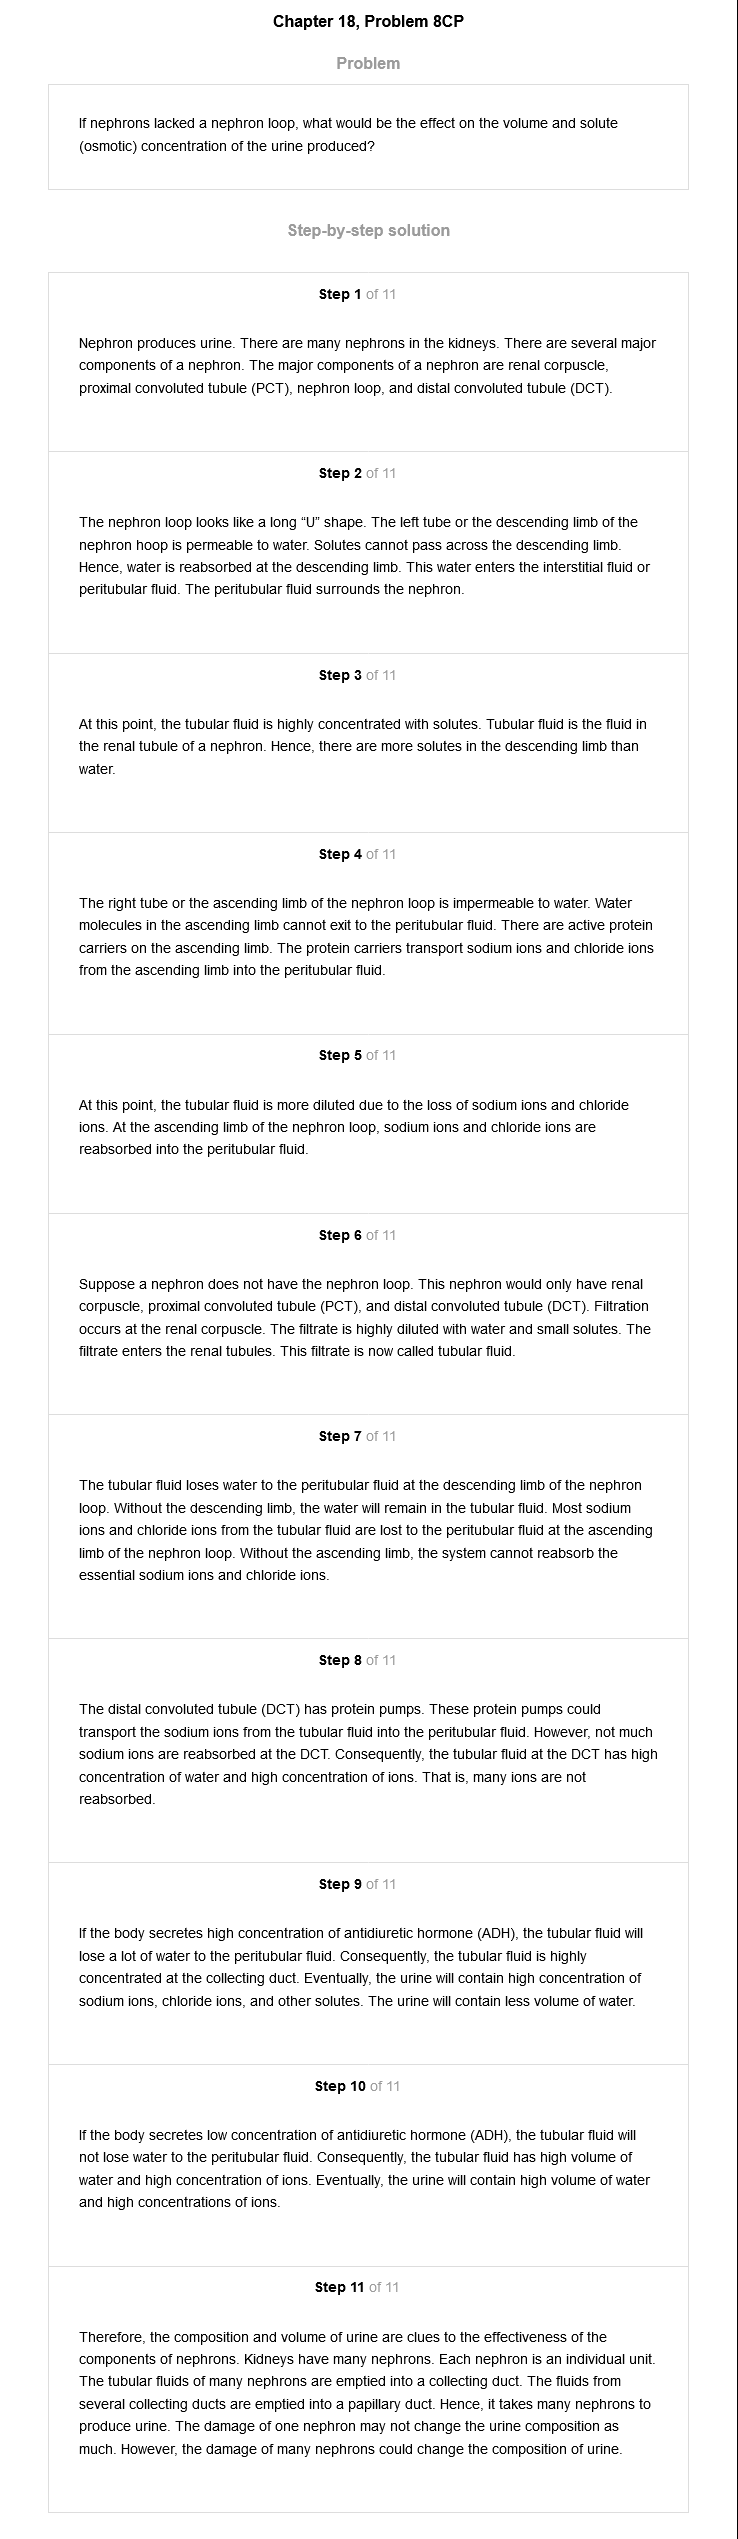 Chapter 18, Problem 8CP
Problem
If nephrons lacked a nephron loop, what would be the effect on the volume and solute
(osmotic) concentration of the urine produced?
Step-by-step solution
Step 1 of 11
Nephron produces urine. There are many nephrons in the kidneys. There are several major
components of a nephron. The major components of a nephron are renal corpuscle,
proximal convoluted tubule (PCT), nephron loop, and distal convoluted tubule (DCT).
Step 2 of 11
The nephron loop looks like a long “U” shape. The left tube or the descending limb of the
nephron hoop is permeable to water. Solutes cannot pass across the descending limb.
Hence, water is reabsorbed at the descending limb. This water enters the interstitial fluid or
peritubular fluid. The peritubular fluid surrounds the nephron.
Step 3 of 11
At this point, the tubular fluid is highly concentrated with solutes. Tubular fluid is the fluid in
the renal tubule of a nephron. Hence, there are more solutes in the descending limb than
water.
Step 4 of 11
The right tube or the ascending limb of the nephron loop is impermeable to water. Water
molecules in the ascending limb cannot exit to the peritubular fluid. There are active protein
carriers on the ascending limb. The protein carriers transport sodium ions and chloride ions
from the ascending limb into the peritubular fluid.
Step 5 of 11
At this point, the tubular fluid is more diluted due to the loss of sodium ions and chloride
ions. At the ascending limb of the nephron loop, sodium ions and chloride ions are
reabsorbed into the peritubular fluid.
Step 6 of 11
Suppose a nephron does not have the nephron loop. This nephron would only have renal
corpuscle, proximal convoluted tubule (PCT), and distal convoluted tubule (DCT). Filtration
occurs at the renal corpuscle. The filtrate is highly diluted with water and small solutes. The
filtrate enters the renal tubules. This filtrate is now called tubular fluid.
Step 7 of 11
The tubular fluid loses water to the peritubular fluid at the descending limb of the nephron
loop. Without the descending limb, the water will remain in the tubular fluid. Most sodium
ions and chloride ions from the tubular fluid are lost to the peritubular fluid at the ascending
limb of the nephron loop. Without the ascending limb, the system cannot reabsorb the
essential sodium ions and chloride ions.
Step 8 of 11
The distal convoluted tubule (DCT) has protein pumps. These protein pumps could
transport the sodium ions from the tubular fluid into the peritubular fluid. However, not much
sodium ions are reabsorbed at the DCT. Consequently, the tubular fluid at the DCT has high
concentration of water and high concentration of ions. That is, many ions are not
reabsorbed.
Step 9 of 11
If the body secretes high concentration of antidiuretic hormone (ADH), the tubular fluid will
lose a lot of water to the peritubular fluid. Consequently, the tubular fluid is highly
concentrated at the collecting duct. Eventually, the urine will contain high concentration of
sodium ions, chloride ions, and other solutes. The urine will contain less volume of water.
Step 10 of 11
If the body secretes low concentration of antidiuretic hormone (ADH), the tubular fluid will
not lose water to the peritubular fluid. Consequently, the tubular fluid has high volume of
water and high concentration of ions. Eventually, the urine will contain high volume of water
and high concentrations of ions.
Step 11 of 11
Therefore, the composition and volume of urine are clues to the effectiveness of the
components of nephrons. Kidneys have many nephrons. Each nephron is an individual unit.
The tubular fluids of many nephrons are emptied into a collecting duct. The fluids from
several collecting ducts are emptied into a papillary duct. Hence, it takes many nephrons to
produce urine. The damage of one nephron may not change the urine composition as
much. However, the damage of many nephrons could change the composition of urine.